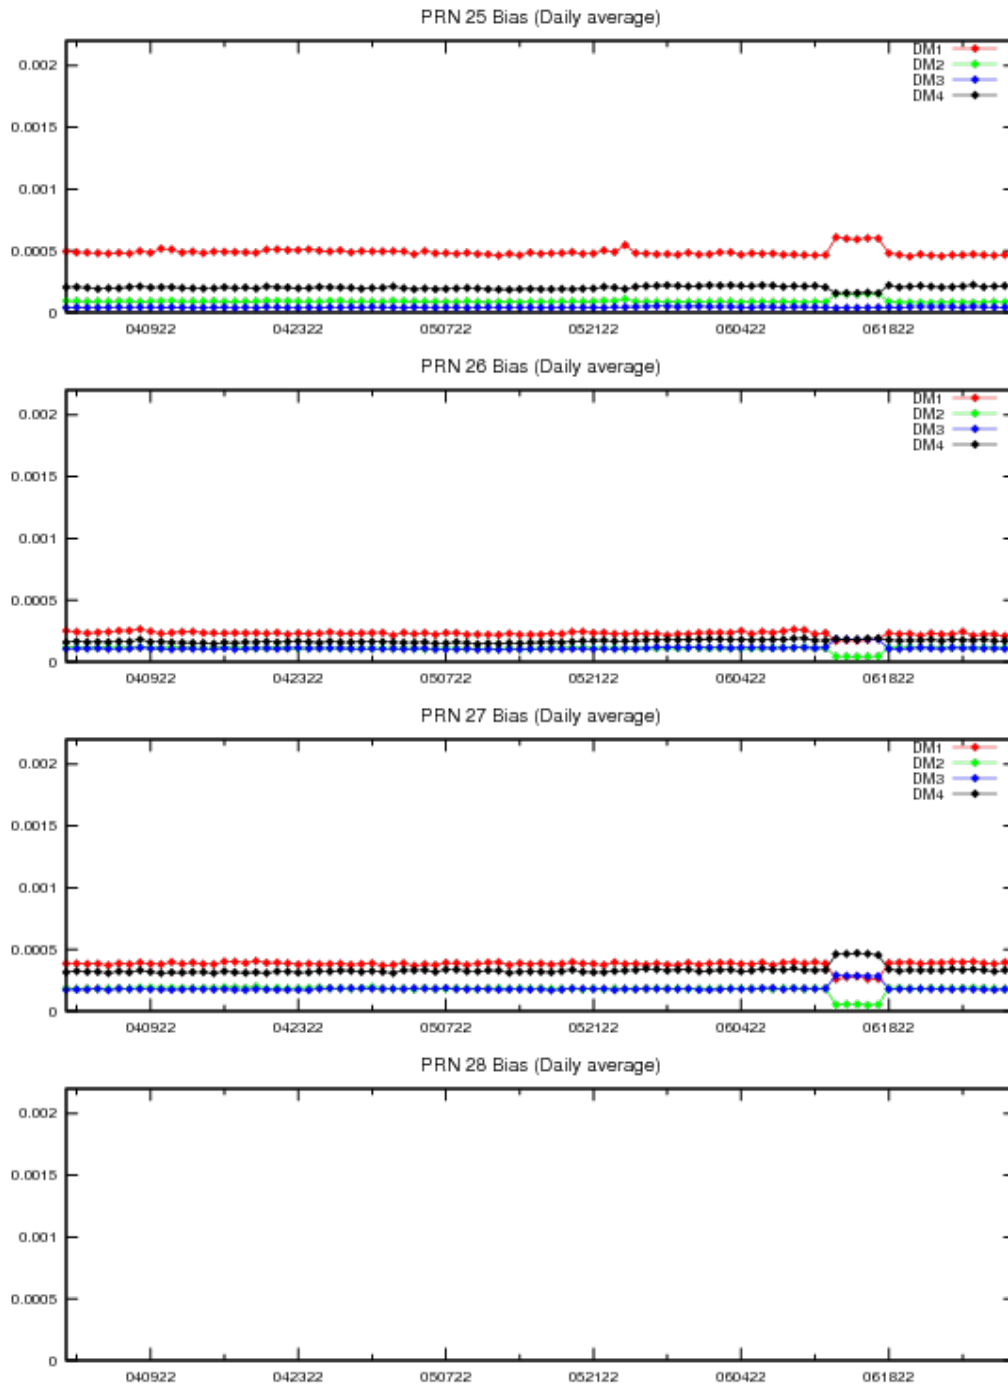 PRN 25 Bias (Daily average)
DM1
0.002
DM2
DM3
DM4
0.0015
0.001
0.0005
0
040922 042322 050722 052122 060422 061822
PRN 26 Bias (Daily average)
DM1
0.002
DM2
DM3
DM4
0.0015
0.001
0.0005
0
040922 042322 050722 052122 060422 061822
PRN 27 Bias (Daily average)
DM1
0.002
DM2
DM3
DM4
0.0015
0.001
0.0005
0
040922 042322 050722 052122 060422 061822
PRN 28 Bias (Daily average)
0.002
0.0015
0.001
0.0005
0
040922 042322 050722 052122 060422 061822